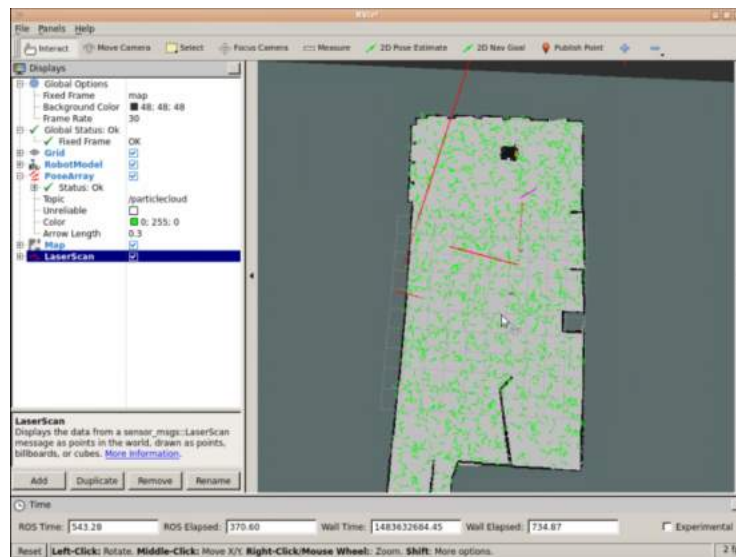 RViz*
File Panels Help
Interact Move Camera Select Focus Camera Measure 2D Pose Estimate 2D Nav Goal Publish Point
Displays
Global Options
Fixed Frame map
Background Color 48; 48; 48
Frame Rate 30
Global Status: Ok
Fixed Frame OK
Grid
RobotModel
PoseArray
Status: Ok
Topic /particlecloud
Unreliable
Color 0; 255; 0
Arrow Length 0.3
Map
LaserScan
LaserScan
Displays the data from a sensor_msgs::LaserScan
message as points in the world, drawn as points,
billboards, or cubes. More Information.
Add Duplicate Remove Rename
Time
ROS Time: 543.28 ROS Elapsed: 370.60 Wall Time: 1483632684.45 Wall Elapsed: 734.87 Experimental
Reset Left-Click: Rotate. Middle-Click: Move X/Y. Right-Click/Mouse Wheel: Zoom. Shift: More options.